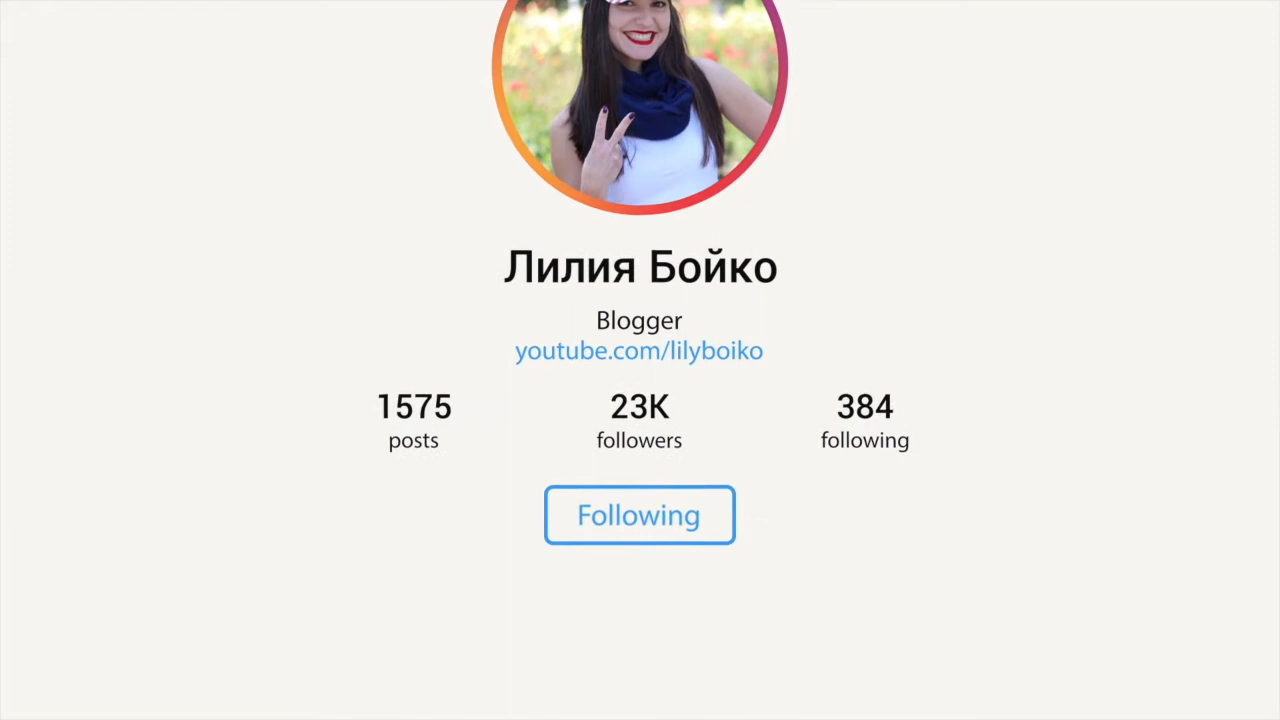 Лилия Бойко
Blogger
youtube.com/lilyboiko
1575 23K 384
posts followers following
Following